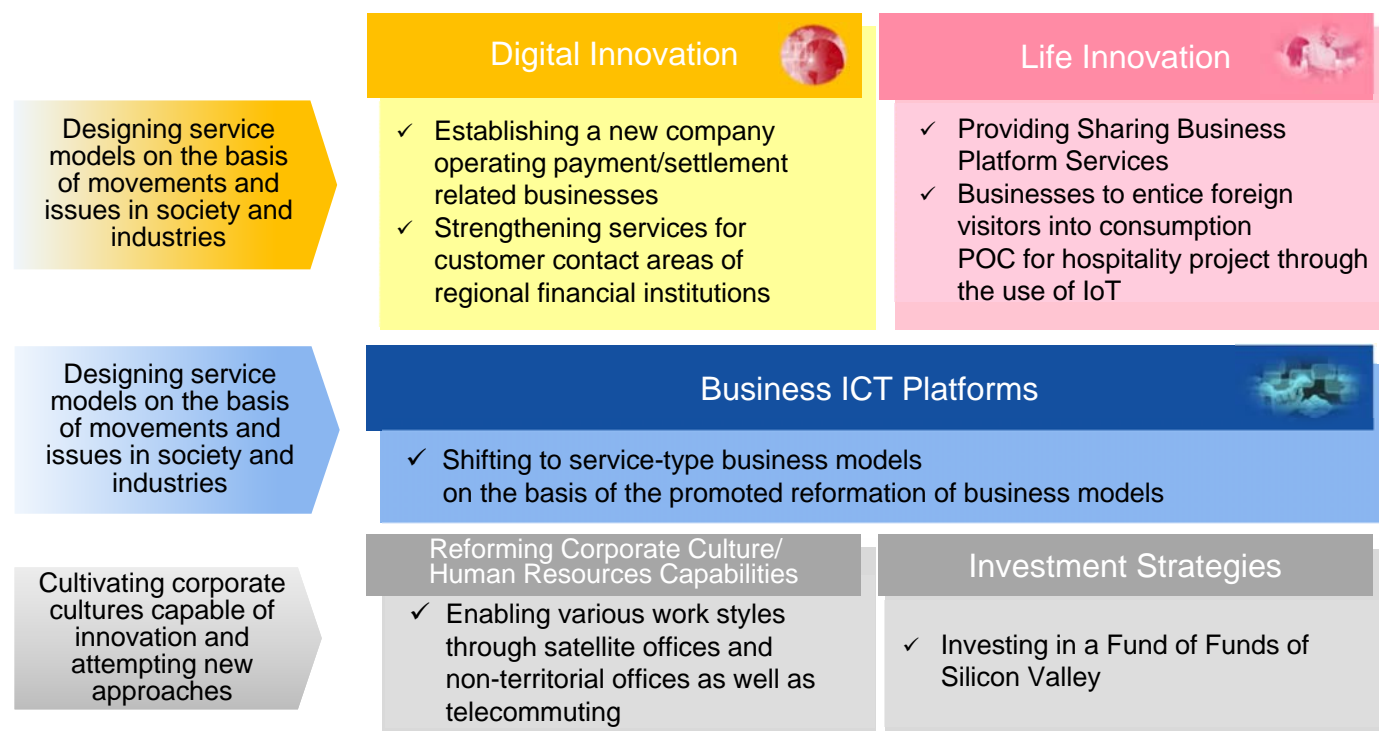 Digital Innovation
Life Innovation
Designing service
models on the basis
of movements and
issues in society and
industries
✓ Establishing a new company
operating payment/settlement
related businesses
✓ Strengthening services for
customer contact areas of
regional financial institutions
✓ Providing Sharing Business
Platform Services
✓ Businesses to entice foreign
visitors into consumption
POC for hospitality project through
the use of IoT
Designing service
models on the basis
of movements and
issues in society and
industries
Business ICT Platforms
✓ Shifting to service-type business models
on the basis of the promoted reformation of business models
Cultivating corporate
cultures capable of
innovation and
attempting new
approaches
Reforming Corporate Culture/
Human Resources Capabilities
✓ Enabling various work styles
through satellite offices and
non-territorial offices as well as
telecommuting
Investment Strategies
✓ Investing in a Fund of Funds of
Silicon Valley